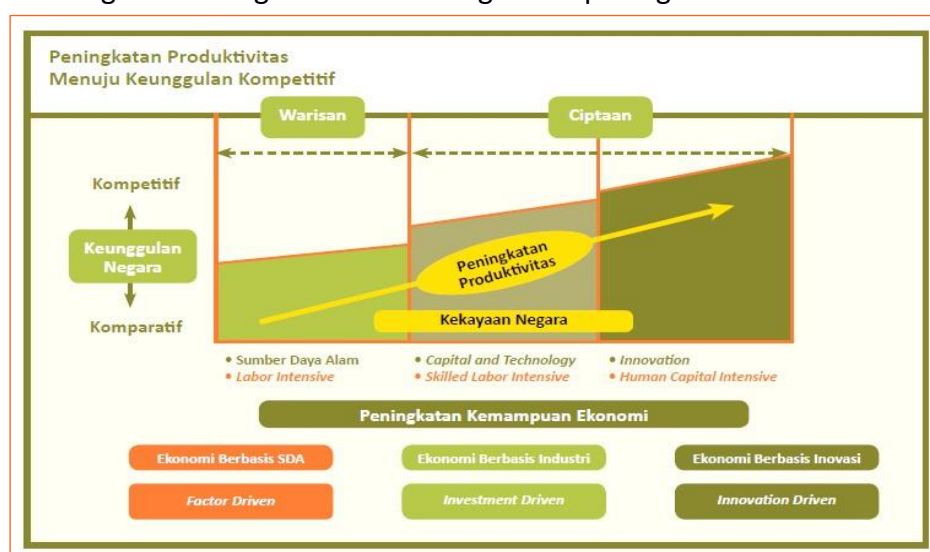 Peningkatan Produktivitas
Menuju Keunggulan Kompetitif
Warisan
Ciptaan
Kompetitif
Keunggulan
Negara
Komparatif
Peningkatan
Produktivitas
Kekayaan Negara
• Sumber Daya Alam
• Labor Intensive
• Capital and Technology
• Skilled Labor Intensive
• Innovation
• Human Capital Intensive
Peningkatan Kemampuan Ekonomi
Ekonomi Berbasis SDA
Ekonomi Berbasis Industri
Ekonomi Berbasis Inovasi
Factor Driven
Investment Driven
Innovation Driven